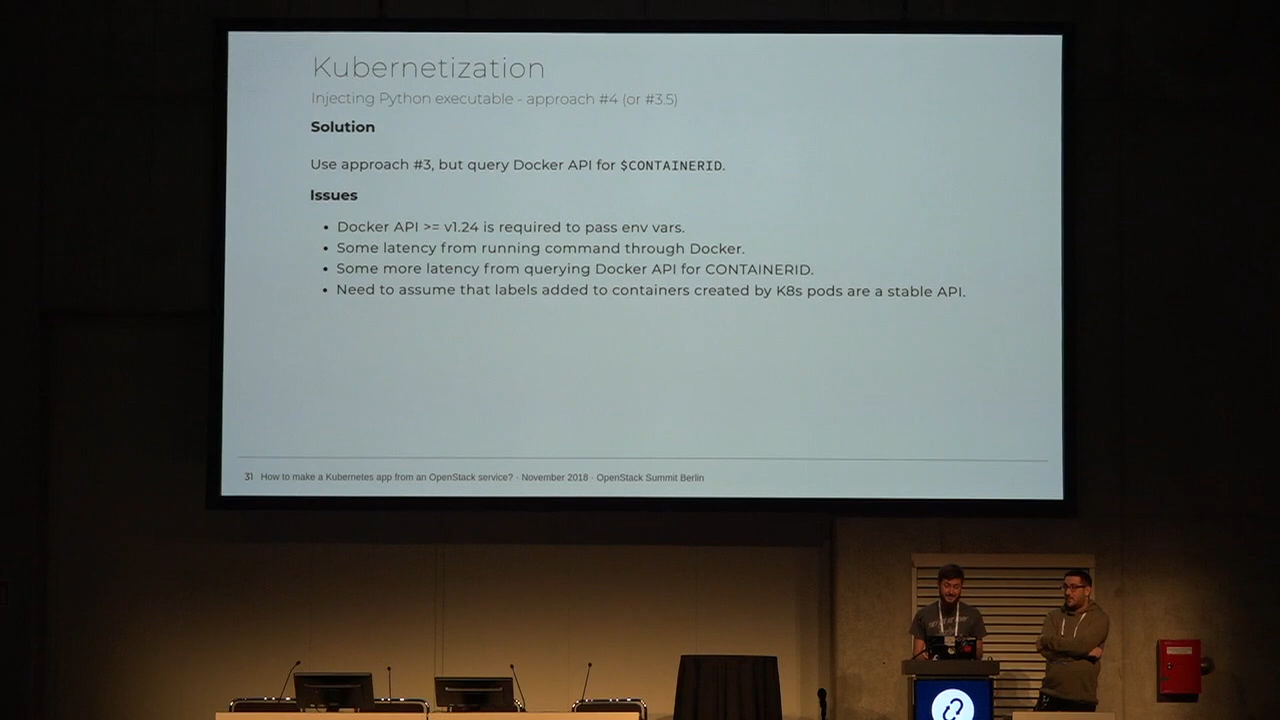 Kubernetization
Injecting Python executable - approach #4 (or #3.5)
Solution
Use approach #3, but query Docker API for $CONTAINERID.
Issues
• Docker API >= v1.24 is required to pass env vars.
• Some latency from running command through Docker.
• Some more latency from querying Docker API for CONTAINERID.
• Need to assume that labels added to containers created by K8s pods are a stable API.
31 How to make a Kubernetes app from an OpenStack service? · November 2018 · OpenStack Summit Berlin